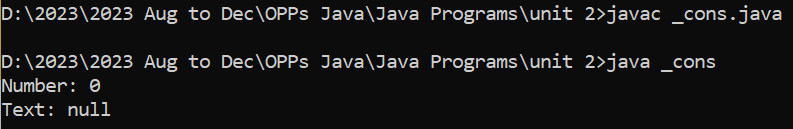 D:\2023\2023 Aug to Dec\OPPs Java\Java Programs\unit 2>javac _cons.java
D:\2023\2023 Aug to Dec\OPPs Java\Java Programs\unit 2>java _cons
Number: 0
Text: null